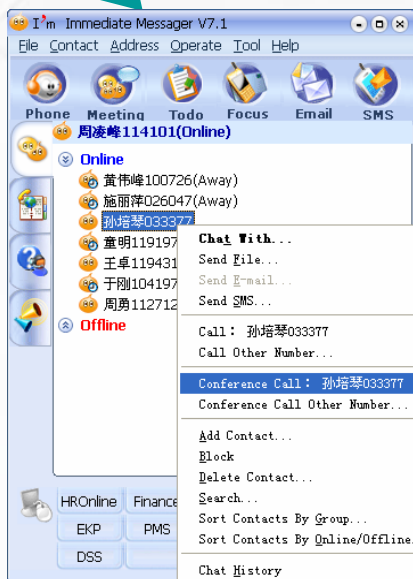 I'm Immediate Messager V7.1
File Contact Address Operate Tool Help
Phone Meeting Todo Focus Email SMS
周凌峰114101(Online)
Online
黄伟峰100726(Away)
施丽萍026047(Away)
孙培琴033377
童明119197
王卓119431
于刚104197
周勇112712
Offline
Chat With...
Send File...
Send E-mail...
Send SMS...
Call: 孙培琴033377
Call Other Number...
Conference Call: 孙培琴033377
Conference Call Other Number...
Add Contact...
Block
Delete Contact...
Search...
Sort Contacts By Group...
Sort Contacts By Online/Offline.
Chat History
HROnline Finance
EKP PMS
DSS